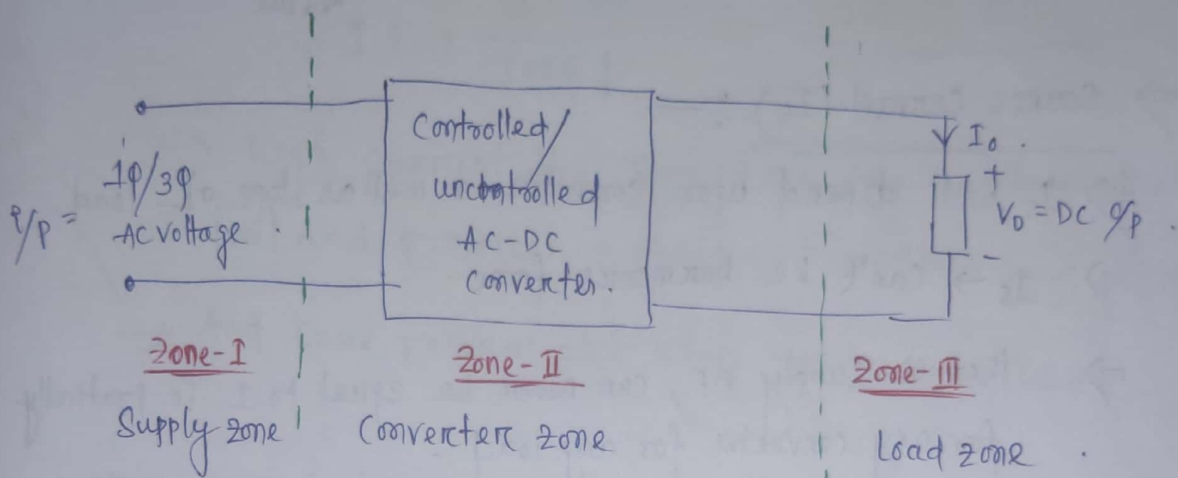 1φ/3φ
i/p = AC voltage.
Controlled/
uncontrolled
AC-DC
Converter.
I₀.
+
V₀ = DC o/p.
-
Zone-I
Supply zone
Zone-II
Converter zone
Zone-III
Load zone.